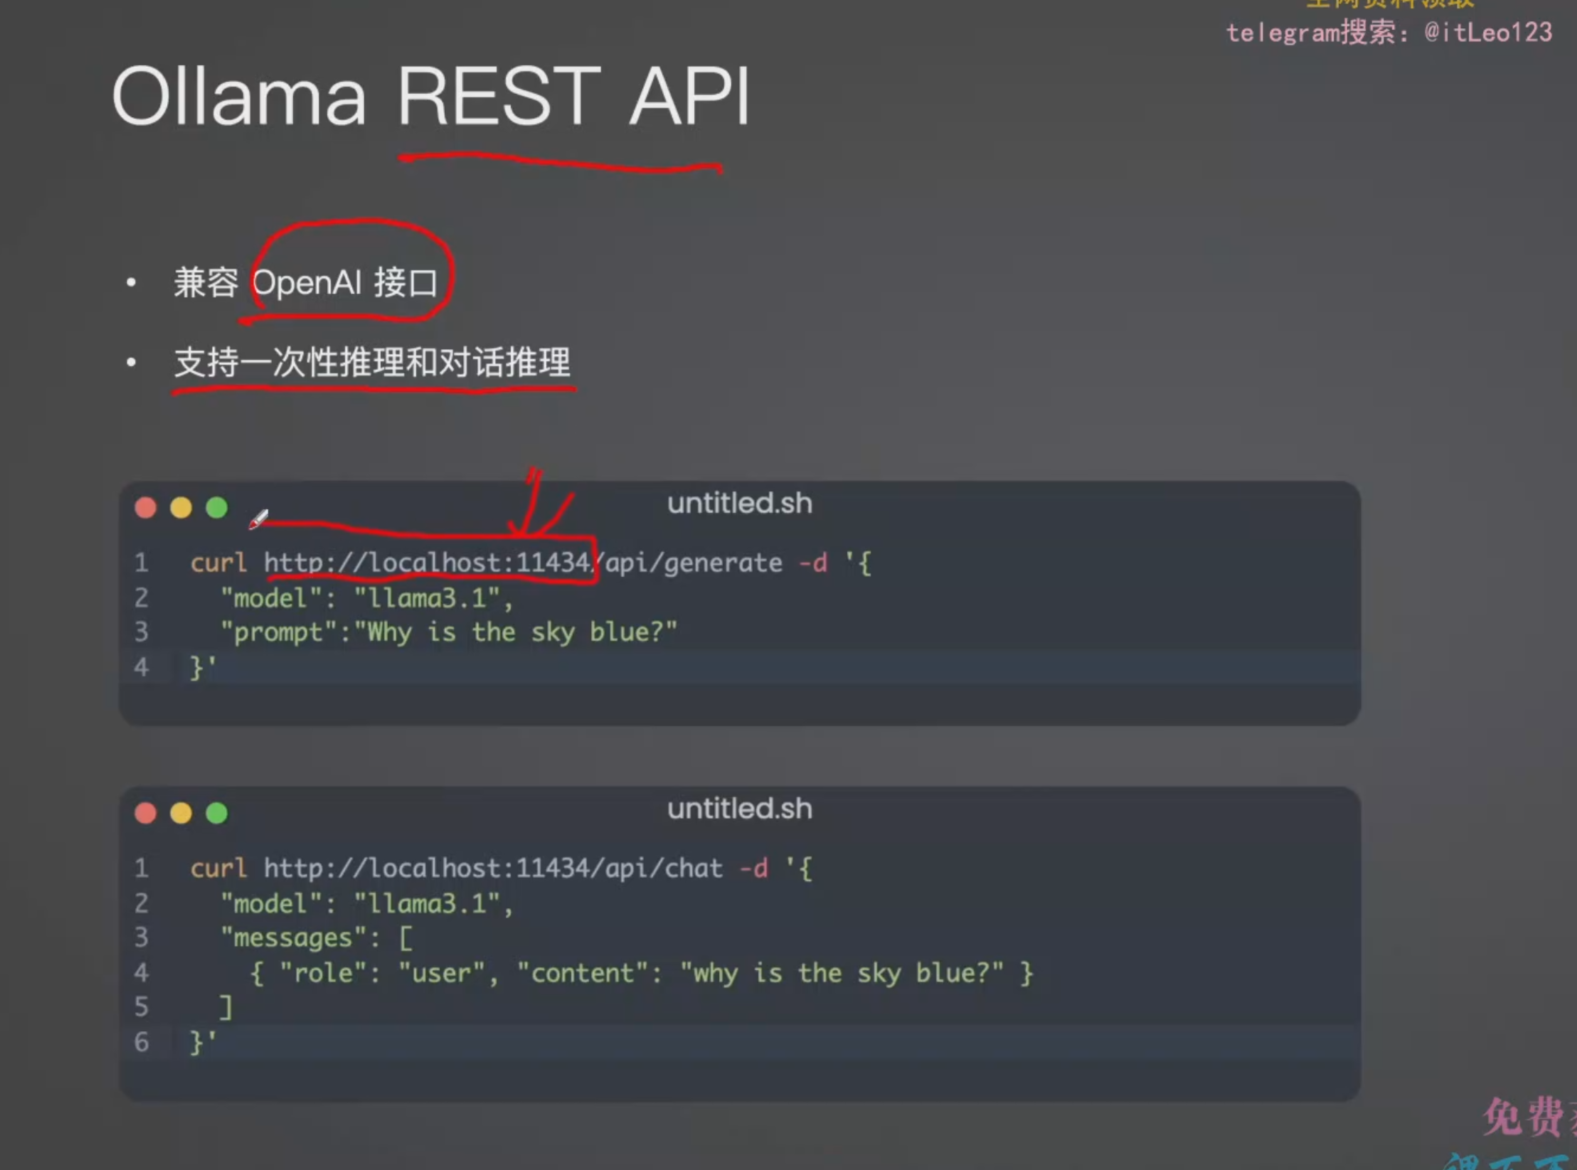 telegram搜索：@itLeo123
Ollama REST API
• 兼容 OpenAI 接口
• 支持一次性推理和对话推理
untitled.sh
1 curl http://localhost:11434/api/generate -d '{
2 "model": "llama3.1",
3 "prompt":"Why is the sky blue?"
4 }'
untitled.sh
1 curl http://localhost:11434/api/chat -d '{
2 "model": "llama3.1",
3 "messages": [
4 { "role": "user", "content": "why is the sky blue?" }
5 ]
6 }'
免费